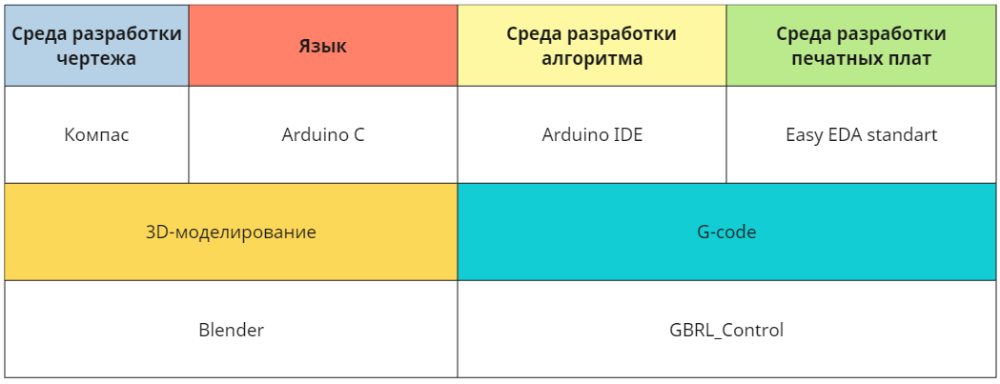 Среда разработки
чертежа
Язык
Среда разработки
алгоритма
Среда разработки
печатных плат
Компас
Arduino C
Arduino IDE
Easy EDA standart
3D-моделирование
G-code
Blender
GBRL_Control